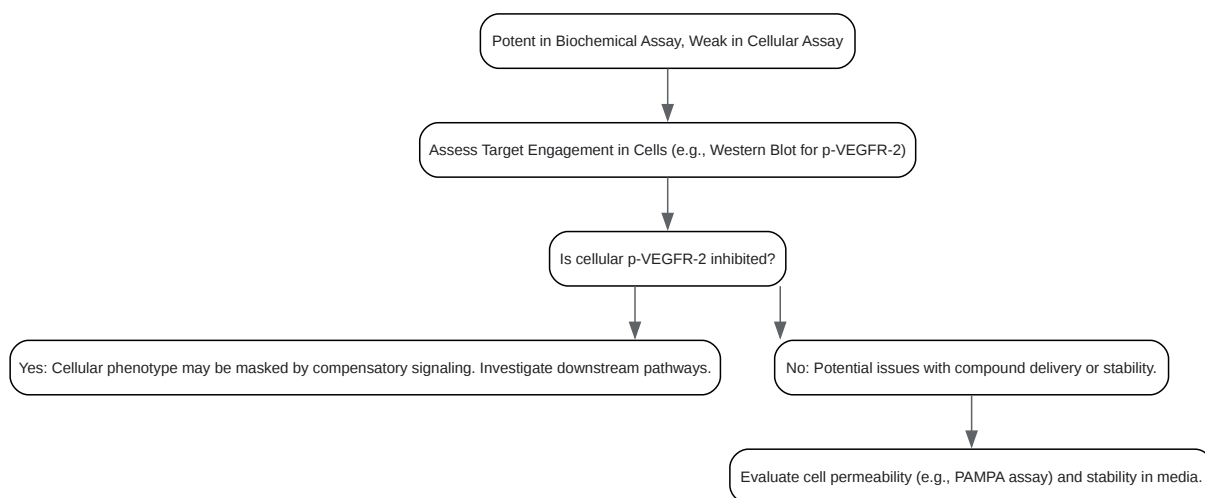 Potent in Biochemical Assay, Weak in Cellular Assay
Assess Target Engagement in Cells (e.g., Western Blot for p-VEGFR-2)
Is cellular p-VEGFR-2 inhibited?
Yes: Cellular phenotype may be masked by compensatory signaling. Investigate downstream pathways.
No: Potential issues with compound delivery or stability.
Evaluate cell permeability (e.g., PAMPA assay) and stability in media.